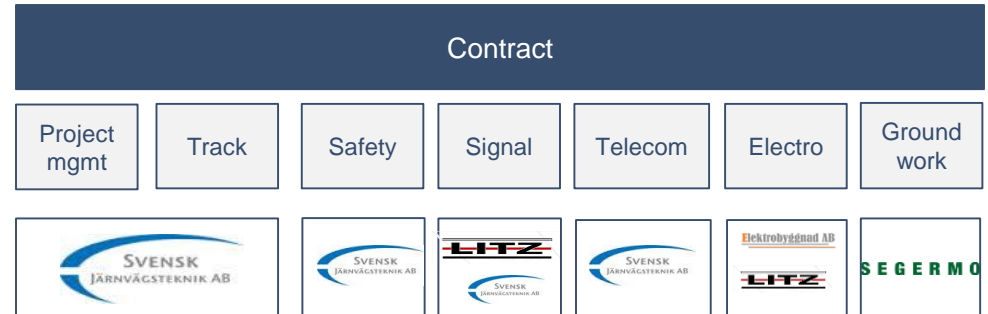 Contract
Project
mgmt
Track
Safety
Signal
Telecom
Electro
Ground
work
SVENSK
JÄRNVÄGSTEKNIK AB
SVENSK
JÄRNVÄGSTEKNIK AB
LITZ
SVENSK
JÄRNVÄGSTEKNIK AB
SVENSK
JÄRNVÄGSTEKNIK AB
Elektrobyggnad AB
LITZ
SEGERMO